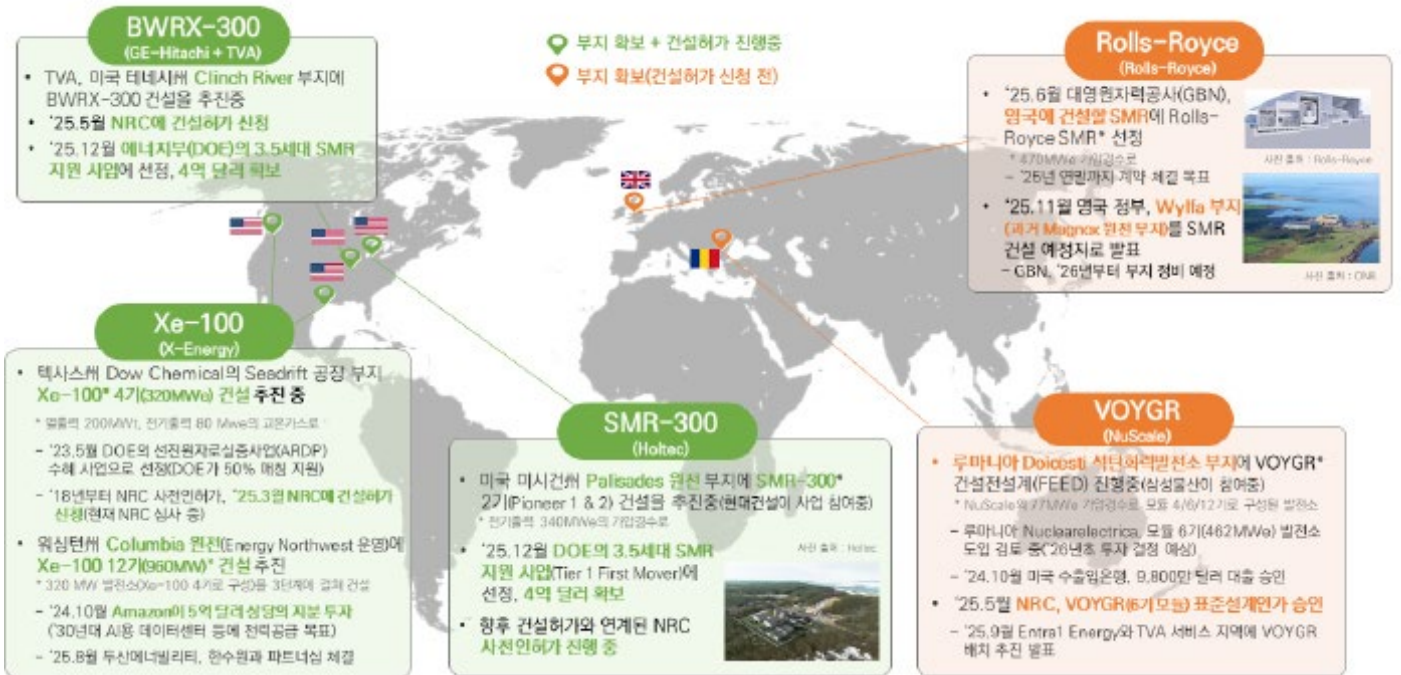 BWRX-300
(GE-Hitachi + TVA)
• TVA, 미국 테네시州 Clinch River 부지에
BWRX-300 건설을 추진중
• '25.5월 NRC에 건설허가 신청
• '25.12월 에너지부(DOE)의 3.5세대 SMR
지원 사업에 선정, 4억 달러 확보
부지 확보 + 건설허가 진행중
부지 확보(건설허가 신청 전)
Rolls-Royce
(Rolls-Royce)
• '25.6월 대영원자력공사(GBN),
영국에 건설할 SMR에 Rolls-
Royce SMR* 선정
* 470MWe 가압경수로
- '26년 연말까지 계약 체결 목표
사진 출처 : Rolls-Royce
• '25.11월 영국 정부, Wylfa 부지
(과거 Magnox 원전 부지)를 SMR
건설 예정지로 발표
- GBN, '26년부터 부지 정비 예정
사진 출처 : ONR
Xe-100
(X-Energy)
• 텍사스州 Dow Chemical의 Seadrift 공장 부지
Xe-100* 4기(320MWe) 건설 추진 중
* 열출력 200MWt, 전기출력 80 Mwe의 고온가스로
- '23.5월 DOE의 선진원자로실증사업(ARDP)
수혜 사업으로 선정(DOE가 50% 매칭 지원)
- '18년부터 NRC 사전인허가, '25.3월 NRC에 건설허가
신청(현재 NRC 심사 중)
• 워싱턴州 Columbia 원전(Energy Northwest 운영)에
Xe-100 12기(960MW)* 건설 추진
* 320 MW 발전소(Xe-100 4기로 구성)을 3단계에 걸쳐 건설
- '24.10월 Amazon이 5억 달러 상당의 지분 투자
('30년대 AI용 데이터센터 등에 전력공급 목표)
- '25.8월 두산에너빌리티, 한수원과 파트너십 체결
SMR-300
(Holtec)
• 미국 미시건州 Palisades 원전 부지에 SMR-300*
2기(Pioneer 1 & 2) 건설을 추진중(현대건설이 사업 참여중)
* 전기출력 340MWe의 가압경수로
• '25.12월 DOE의 3.5세대 SMR
지원 사업(Tier 1 First Mover)에
선정, 4억 달러 확보
사진 출처 : Holtec
• 향후 건설허가와 연계된 NRC
사전인허가 진행 중
VOYGR
(NuScale)
• 루마니아 Doicesti 석탄화력발전소 부지에 VOYGR*
건설전설계(FEED) 진행중(삼성물산이 참여중)
* NuScale의 77MWe 가압경수로, 모듈 4/6/12기로 구성된 발전소
- 루마니아 Nuclearelectrica, 모듈 6기(462MWe) 발전소
도입 검토 중('26년초 투자 결정 예상)
- '24.10월 미국 수출입은행, 9,800만 달러 대출 승인
• '25.5월 NRC, VOYGR(6기 모듈) 표준설계인가 승인
- '25.9월 Entra1 Energy와 TVA 서비스 지역에 VOYGR
배치 추진 발표